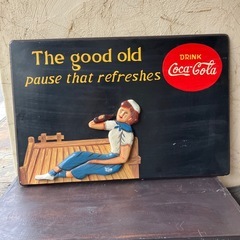 The good old
pause that refreshes
DRINK
Coca-Cola